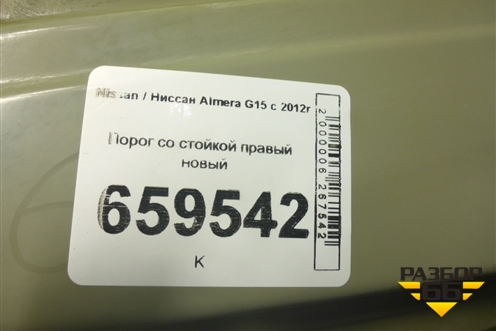 Nissan / Ниссан Almera G15 с 2012г
Порог со стойкой правый
новый
659542
К
2000006267542
РАЗБОР
66